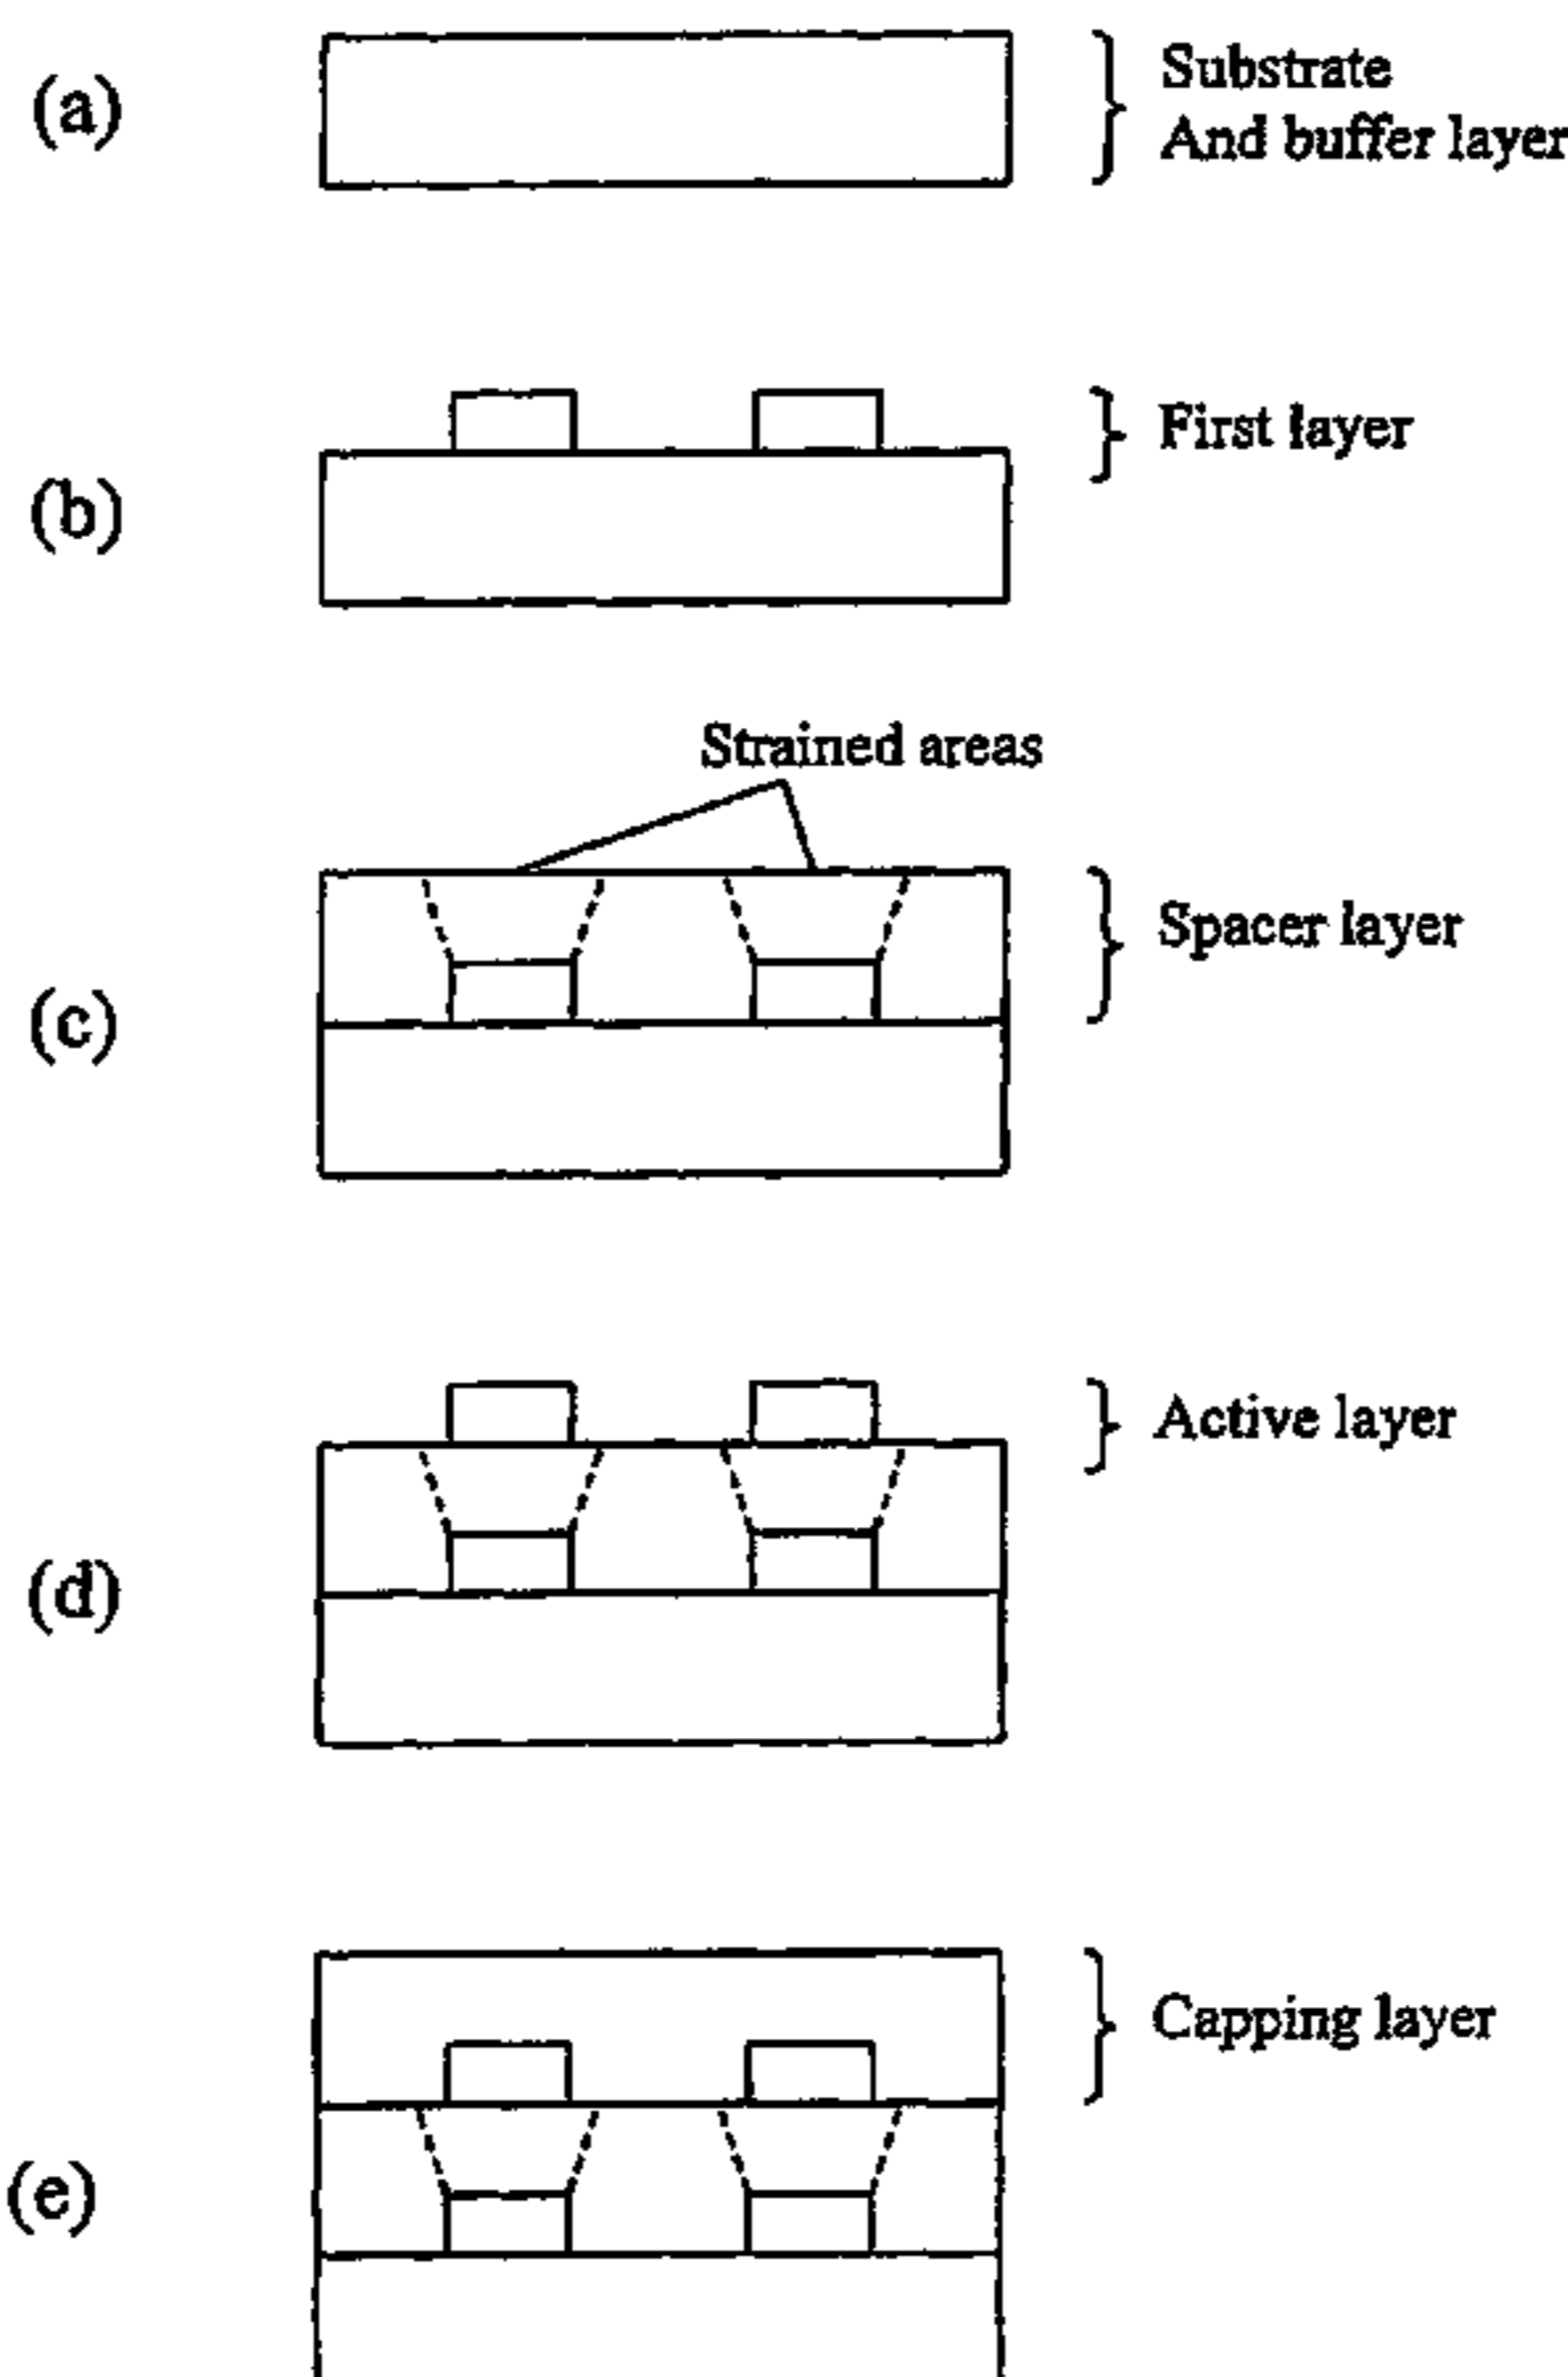 (a)
Substrate
And buffer layer
(b)
First layer
Strained areas
(c)
Spacer layer
(d)
Active layer
(e)
Capping layer